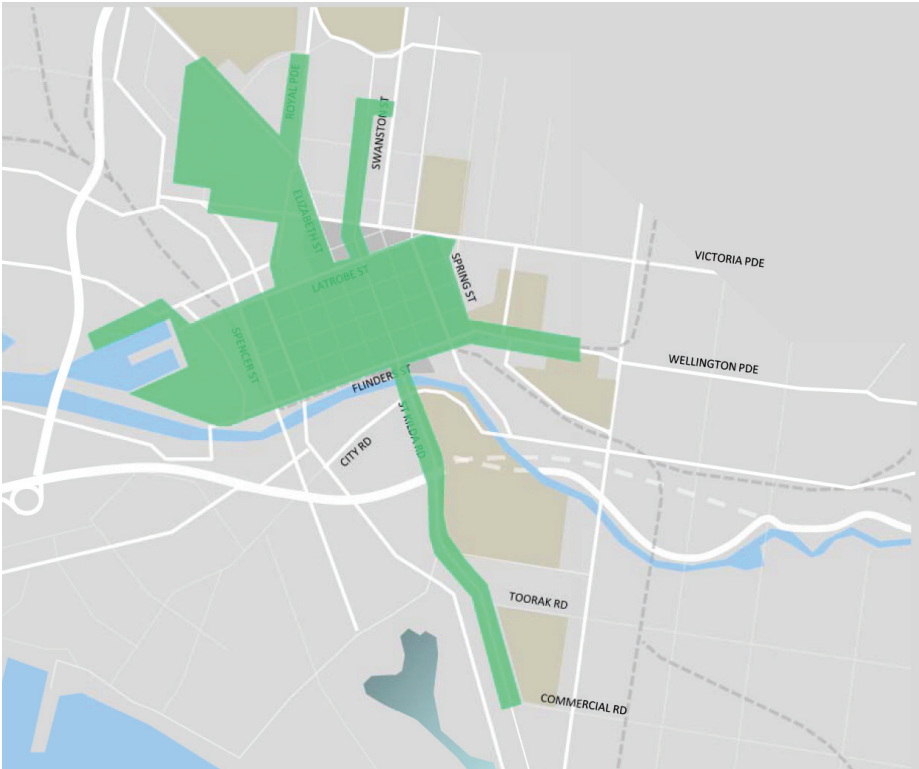 ROYAL PDE
SWANSTON ST
ELIZABETH ST
VICTORIA PDE
SPRING ST
LATROBE ST
SPENCER ST
WELLINGTON PDE
FLINDERS ST
ST KILDA RD
CITY RD
TOORAK RD
COMMERCIAL RD